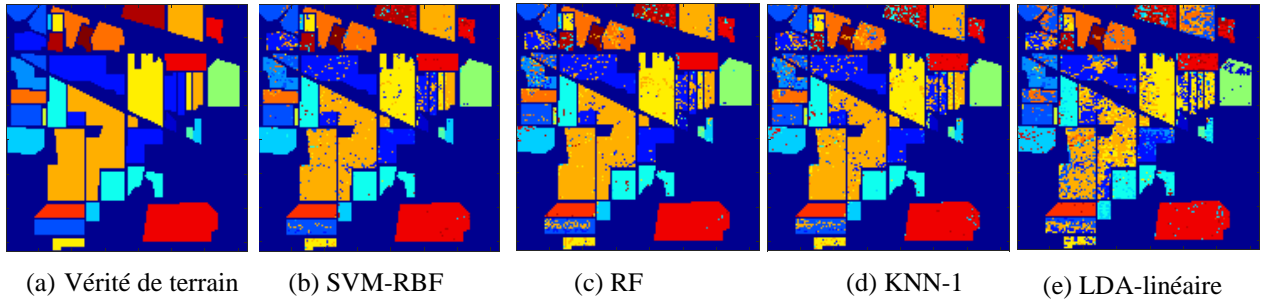 (a) Vérité de terrain
(b) SVM-RBF
(c) RF
(d) KNN-1
(e) LDA-linéaire